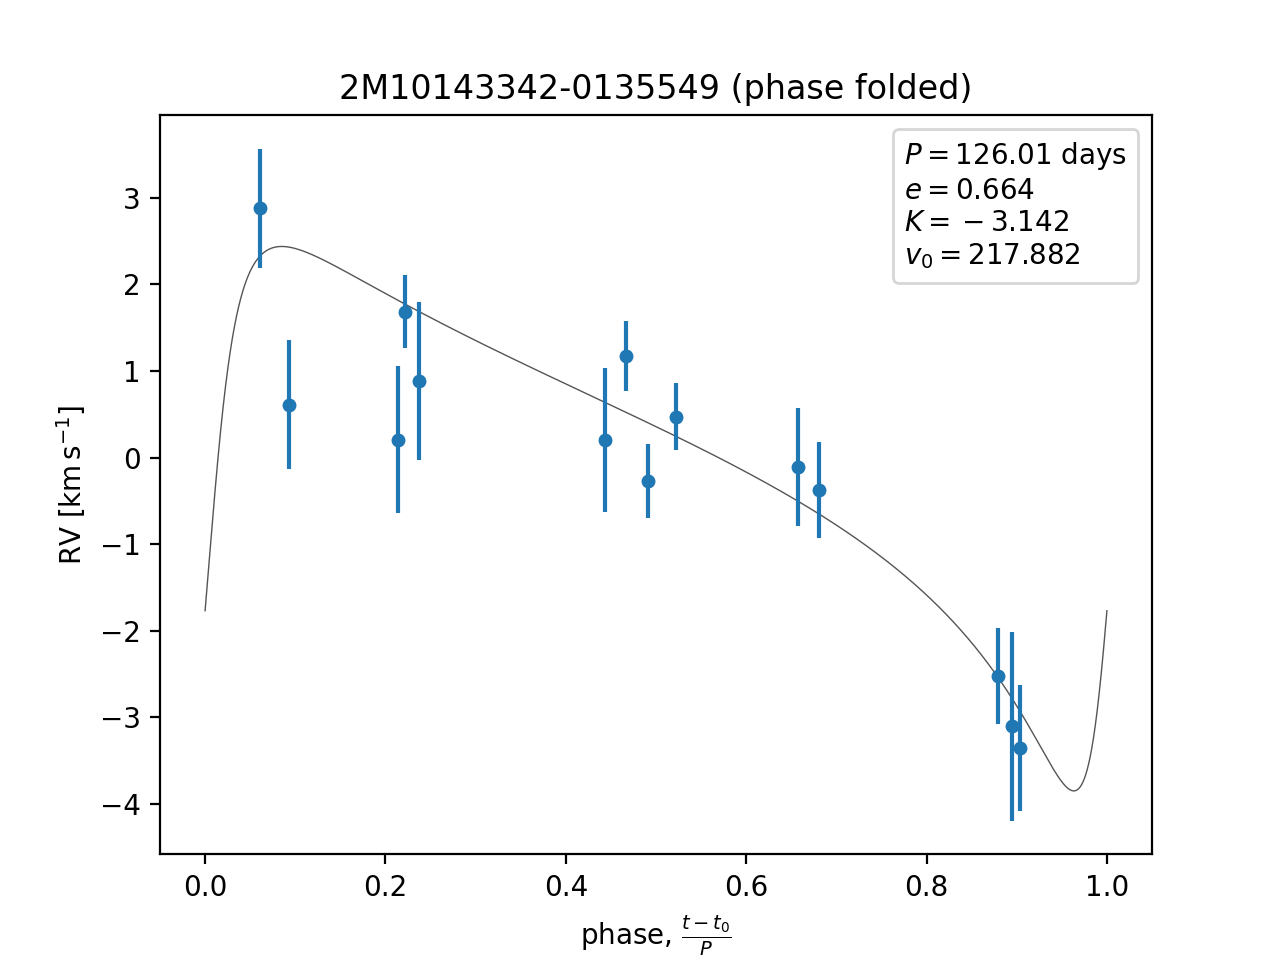 2M10143342-0135549 (phase folded)
P = 126.01 days
e = 0.664
K = −3.142
v₀ = 217.882
RV [km s⁻¹]
3
2
1
0
−1
−2
−3
−4
0.0 0.2 0.4 0.6 0.8 1.0
phase, (t − t₀)/P